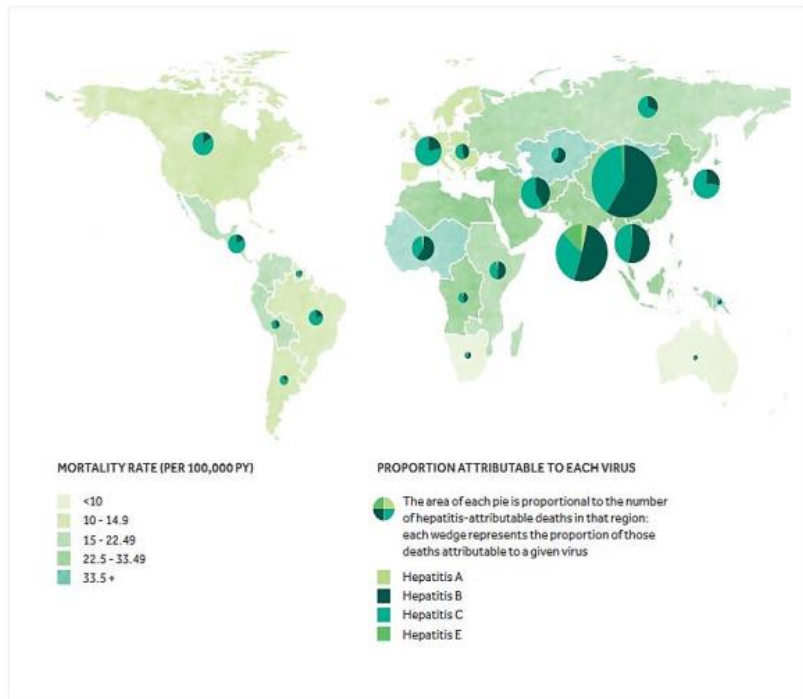 MORTALITY RATE (PER 100,000 PY)
<10
10 - 14.9
15 - 22.49
22.5 - 33.49
33.5 +
PROPORTION ATTRIBUTABLE TO EACH VIRUS
The area of each pie is proportional to the number
of hepatitis-attributable deaths in that region:
each wedge represents the proportion of those
deaths attributable to a given virus
Hepatitis A
Hepatitis B
Hepatitis C
Hepatitis E